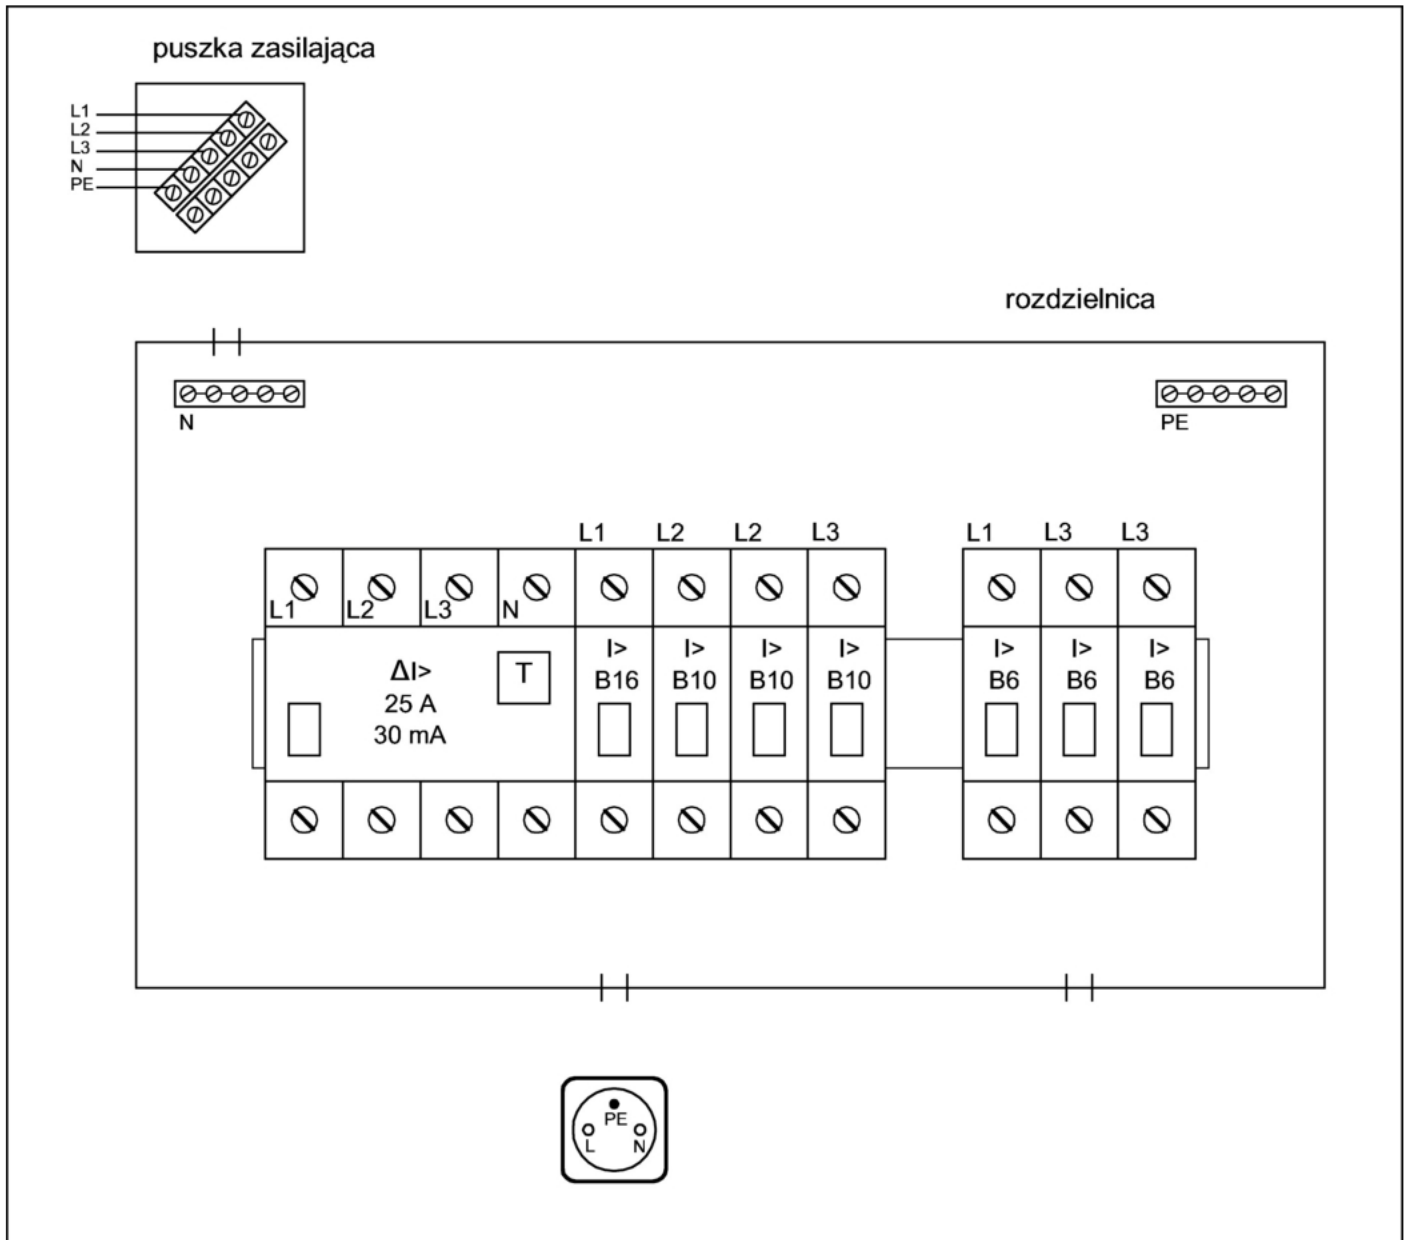 puszka zasilająca
L1
L2
L3
N
PE
rozdzielnica
N
PE
L1 L2 L2 L3 L1 L3 L3
L1 L2 L3 N
ΔI> T I> I> I> I> I> I> I>
25 A B16 B10 B10 B10 B6 B6 B6
30 mA
PE
L N